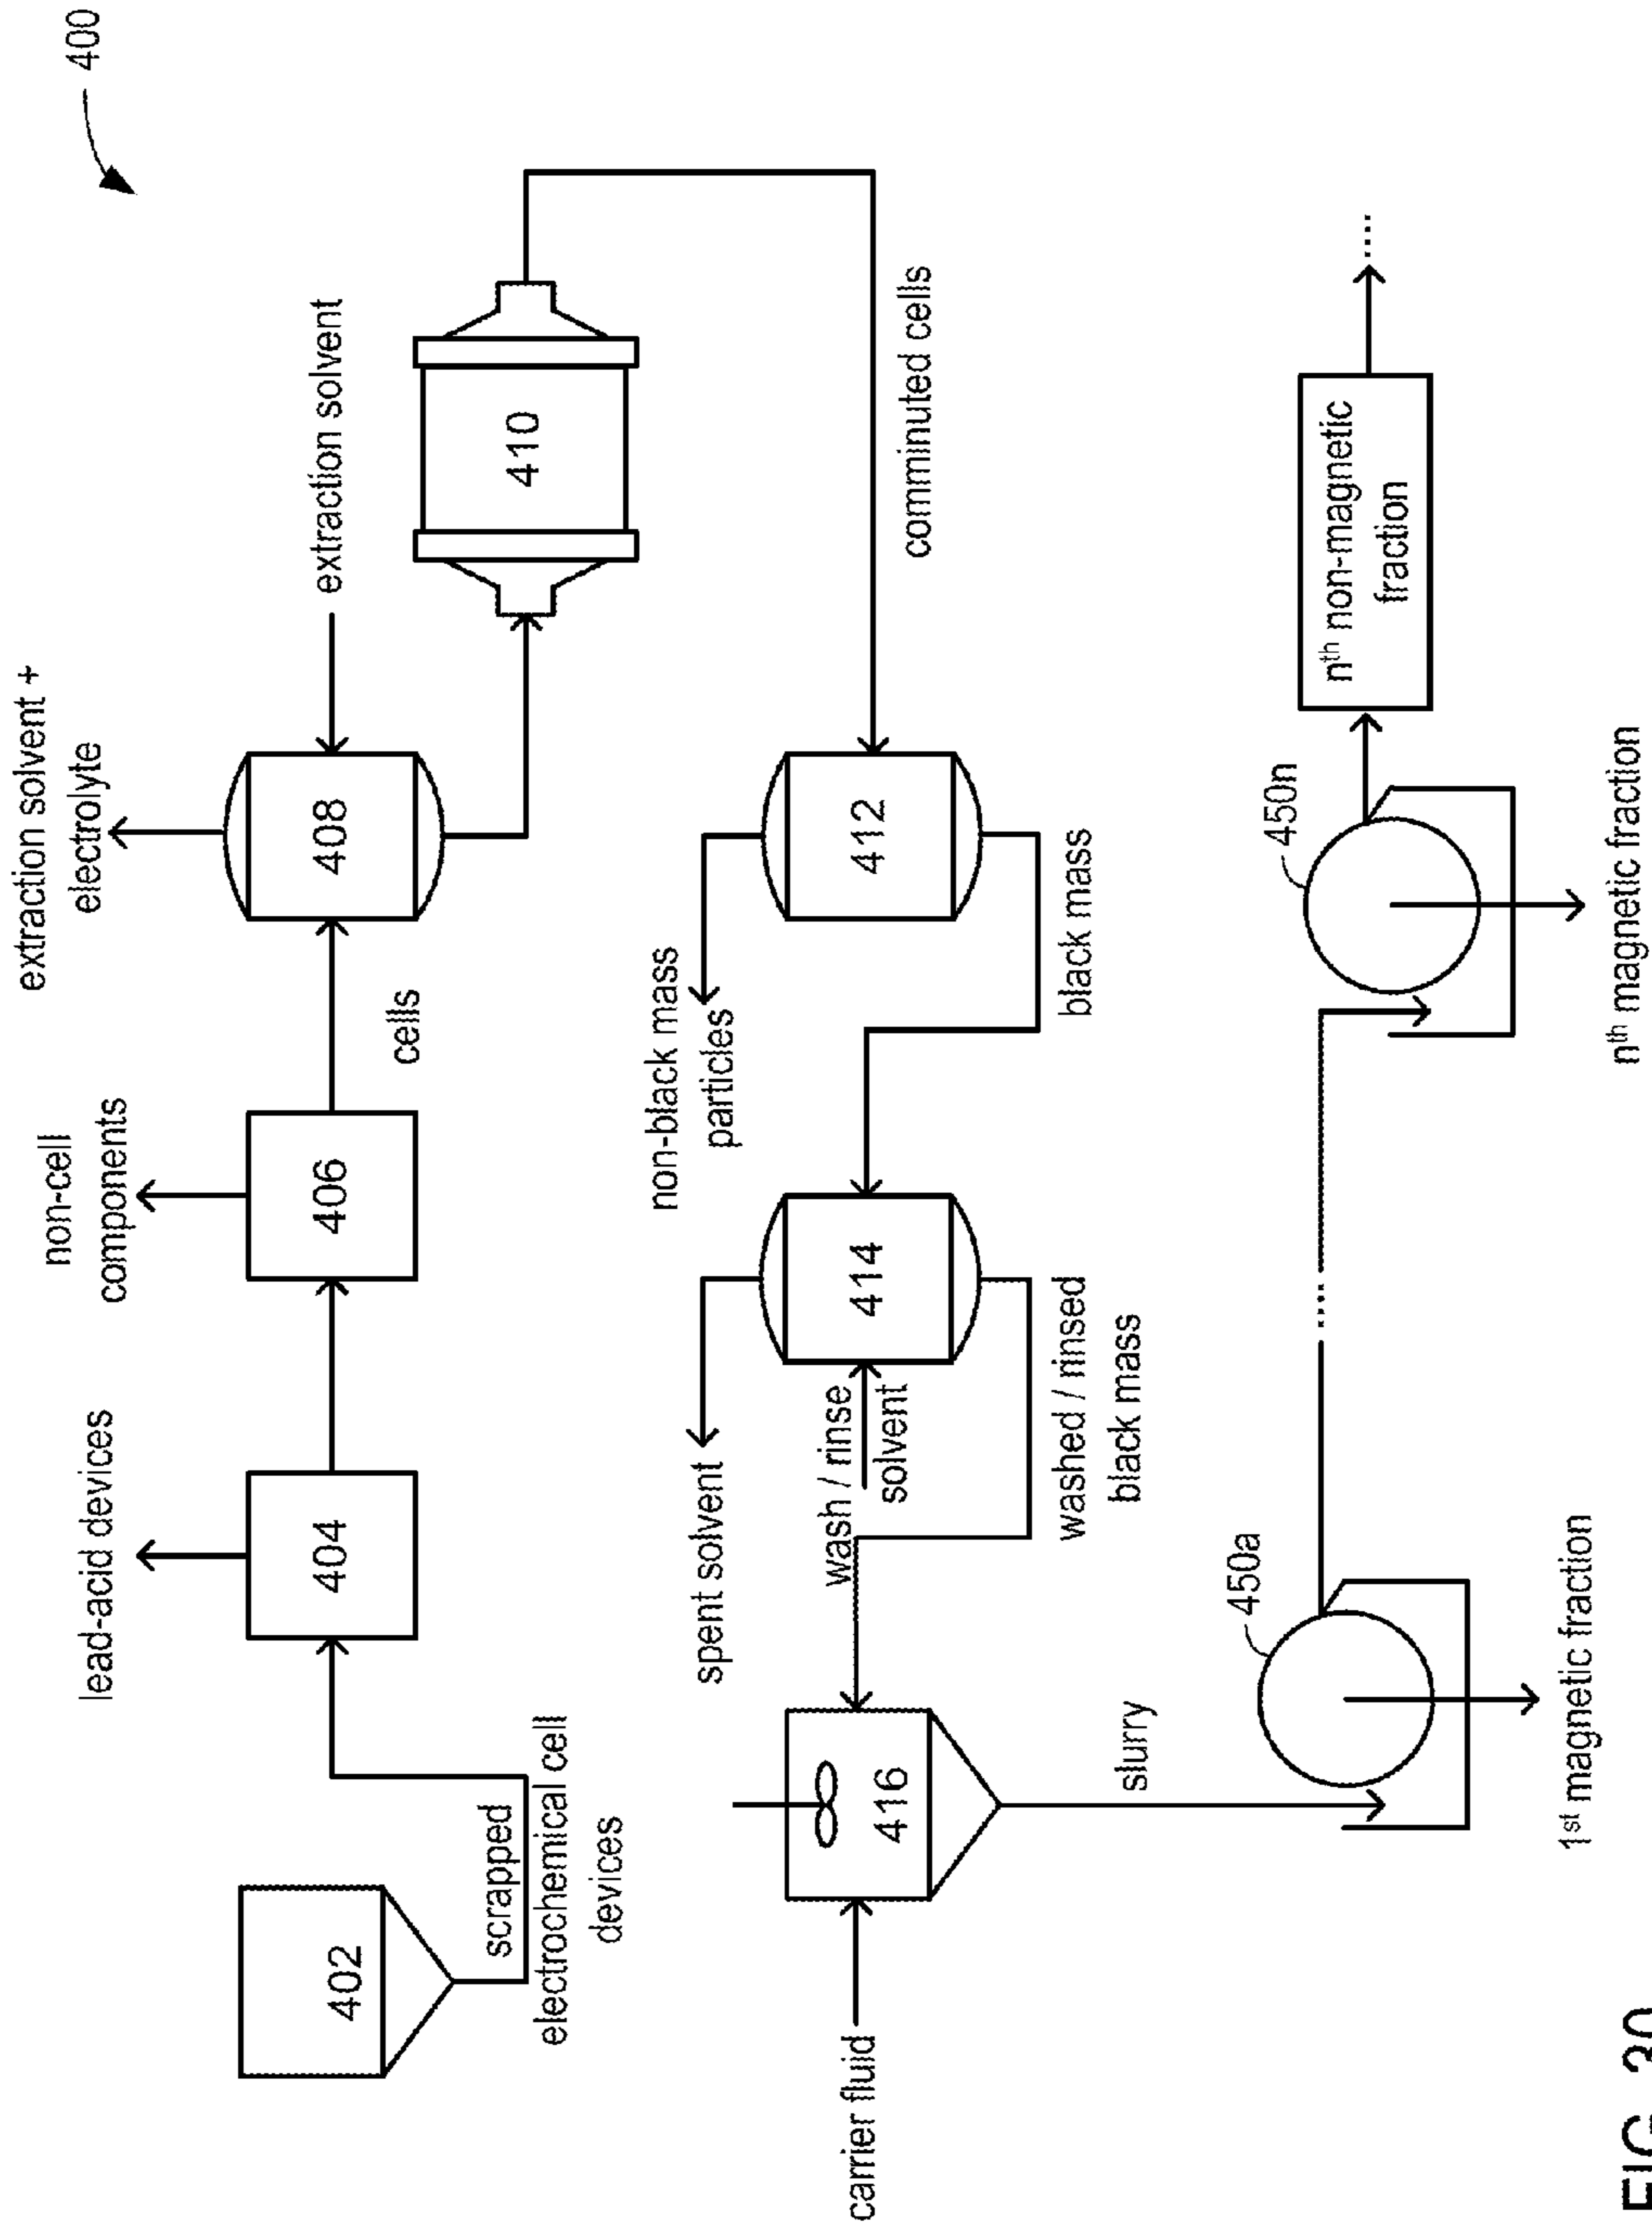 400
extraction solvent +
electrolyte
non-cell
components
lead-acid devices
extraction solvent
402
404
406
408
cells
410
scrapped
electrochemical cell
devices
comminuted cells
non-black mass
particles
spent solvent
412
414
416
wash / rinse
solvent
carrier fluid
black mass
washed / rinsed
black mass
slurry
450a
450n
nth non-magnetic
fraction
....
....
1st magnetic fraction
nth magnetic fraction
FIG. 30